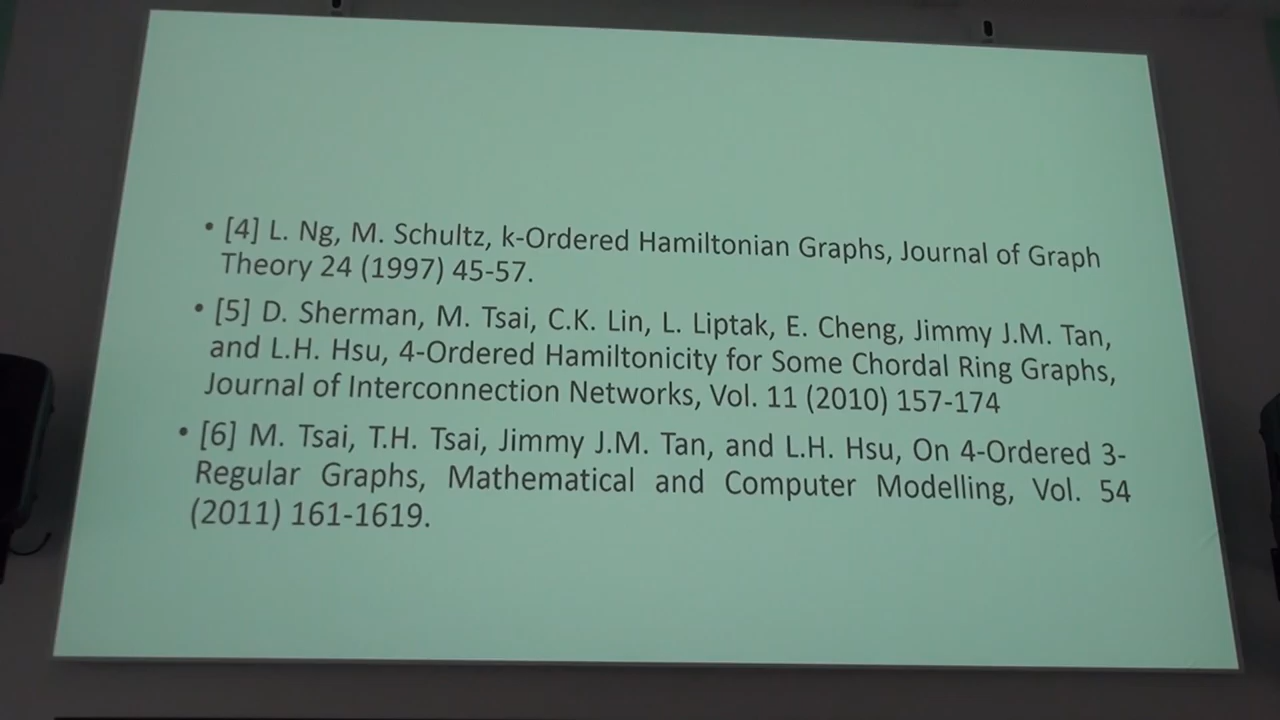 • [4] L. Ng, M. Schultz, k-Ordered Hamiltonian Graphs, Journal of Graph
Theory 24 (1997) 45-57.
• [5] D. Sherman, M. Tsai, C.K. Lin, L. Liptak, E. Cheng, Jimmy J.M. Tan,
and L.H. Hsu, 4-Ordered Hamiltonicity for Some Chordal Ring Graphs,
Journal of Interconnection Networks, Vol. 11 (2010) 157-174
• [6] M. Tsai, T.H. Tsai, Jimmy J.M. Tan, and L.H. Hsu, On 4-Ordered 3-
Regular Graphs, Mathematical and Computer Modelling, Vol. 54
(2011) 161-1619.